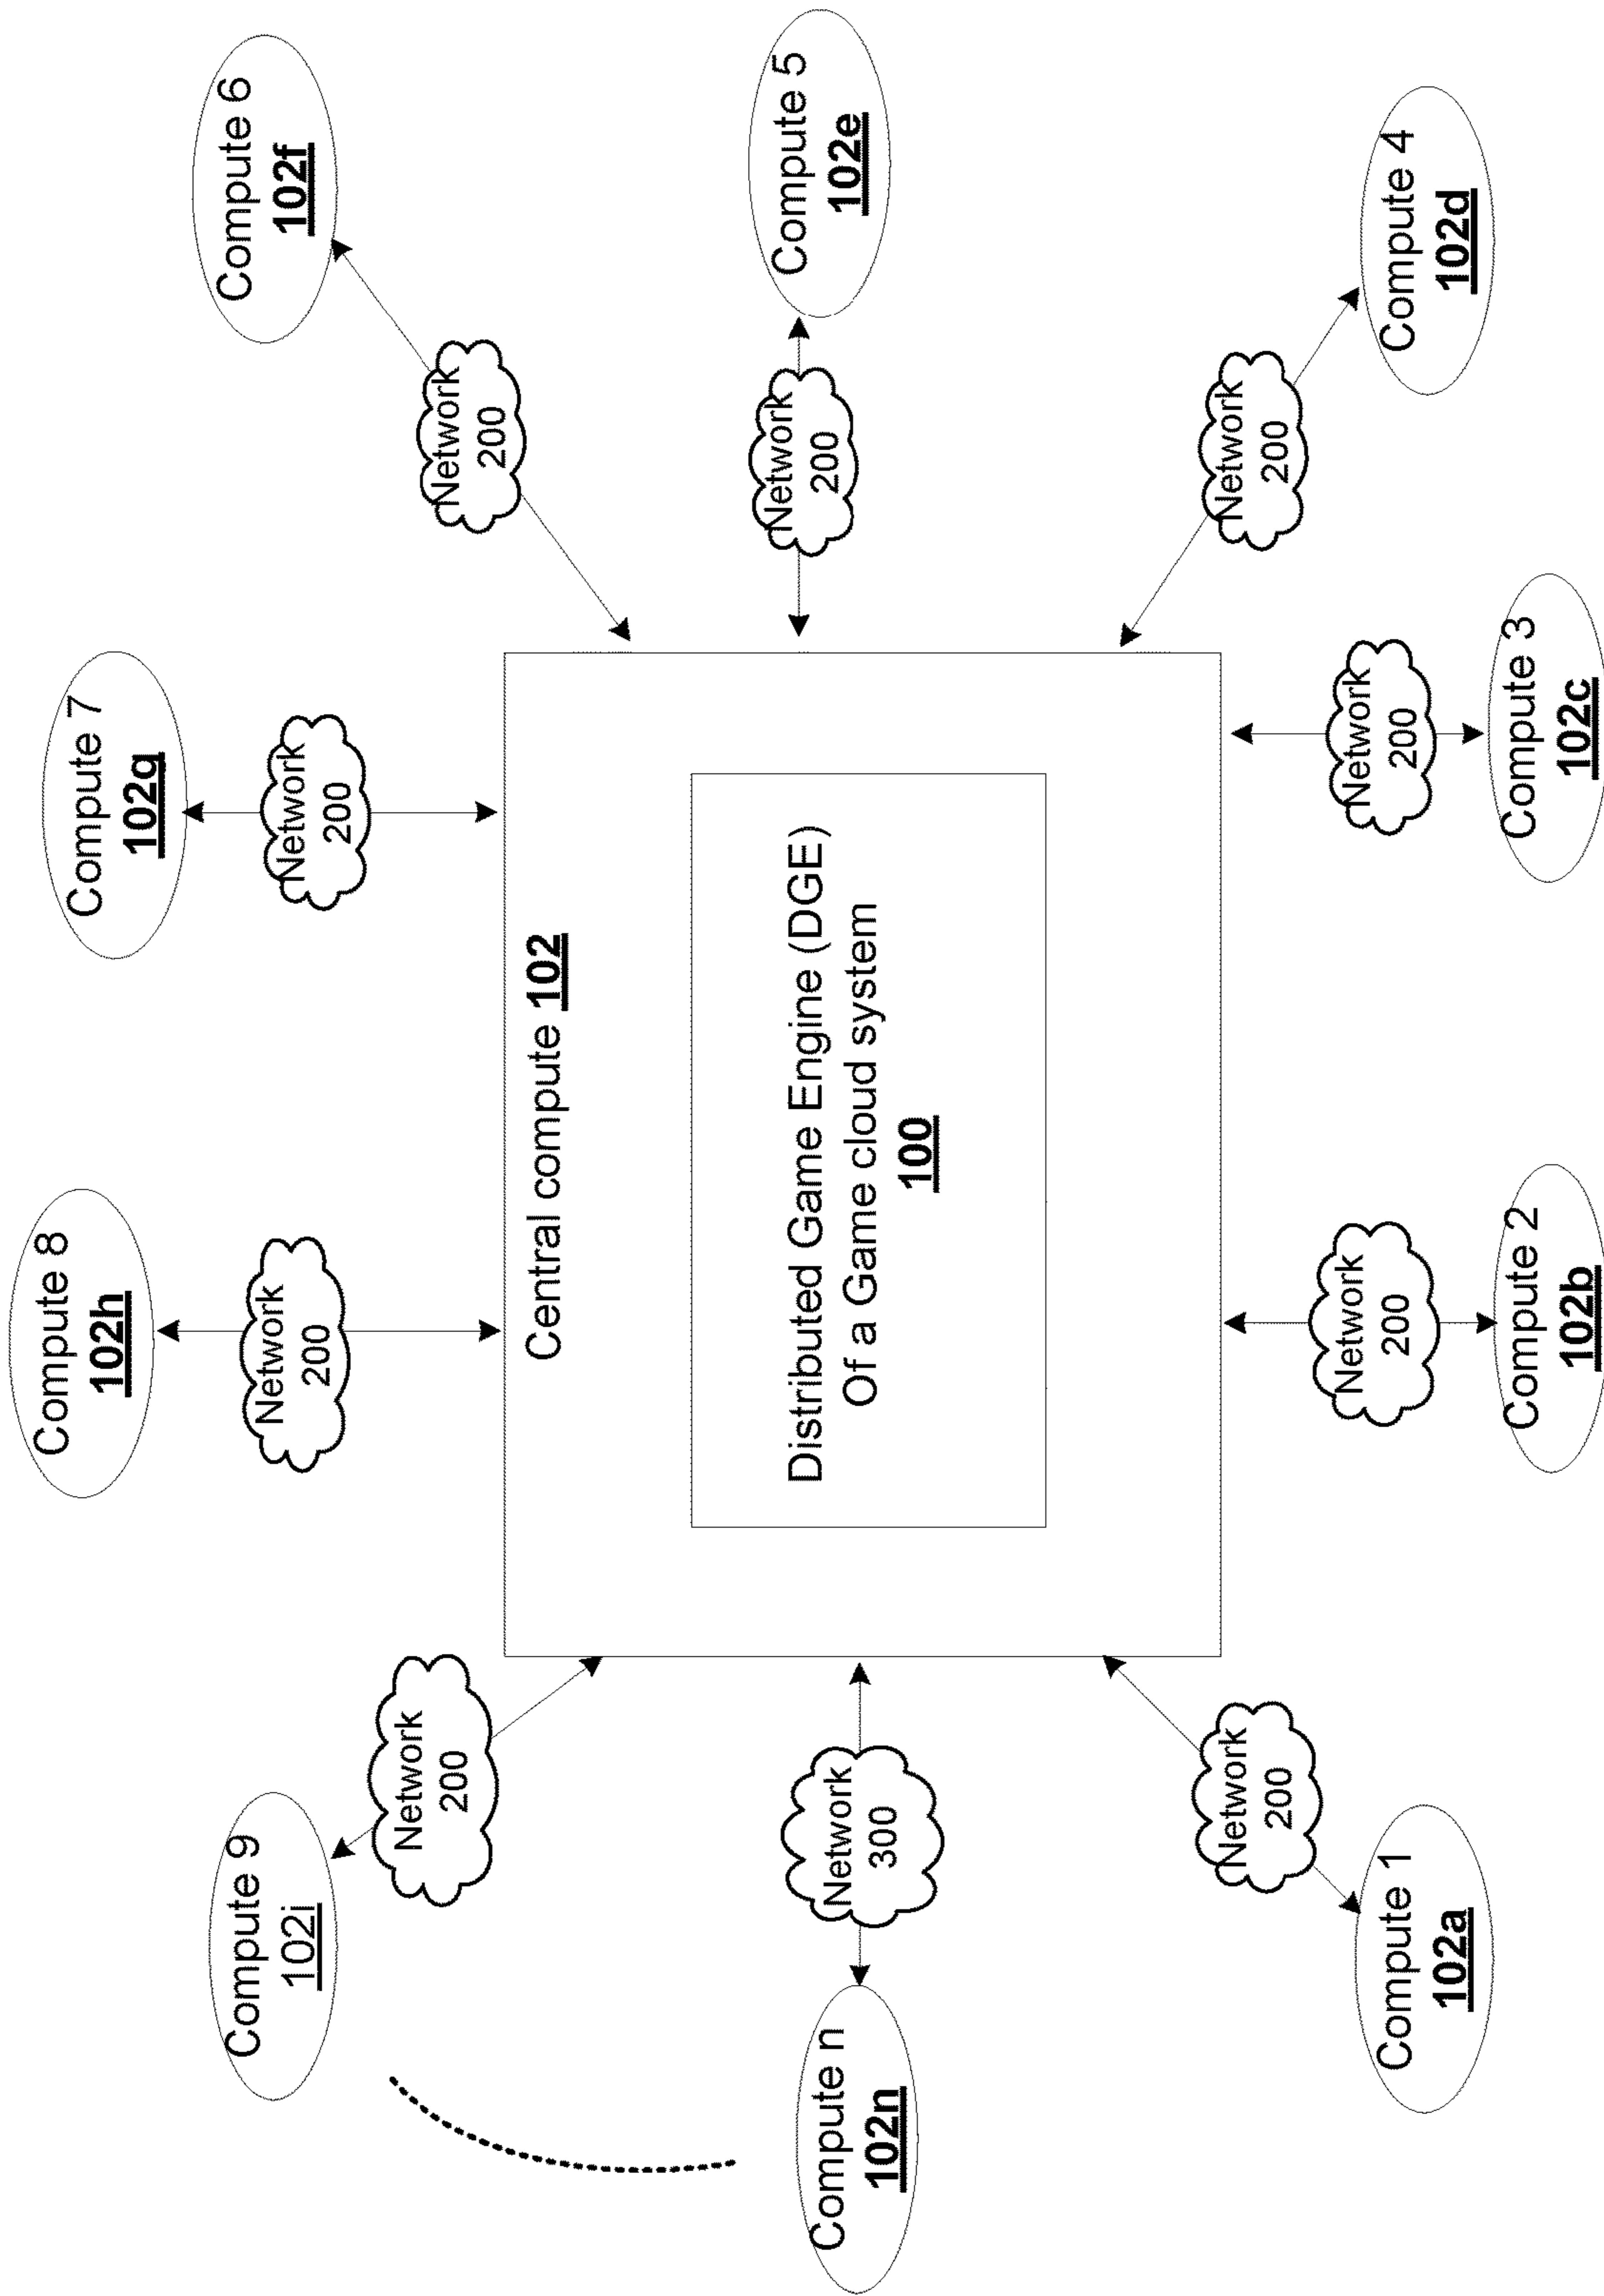 Compute 8
102h
Compute 7
102g
Compute 9
102i
Compute 6
102f
Network
200
Network
200
Network
200
Network
200
Central compute 102
Compute n
102n
Network
300
Distributed Game Engine (DGE)
Of a Game cloud system
100
Network
200
Compute 5
102e
Compute 1
102a
Network
200
Network
200
Compute 4
102d
Network
200
Network
200
Compute 2
102b
Compute 3
102c